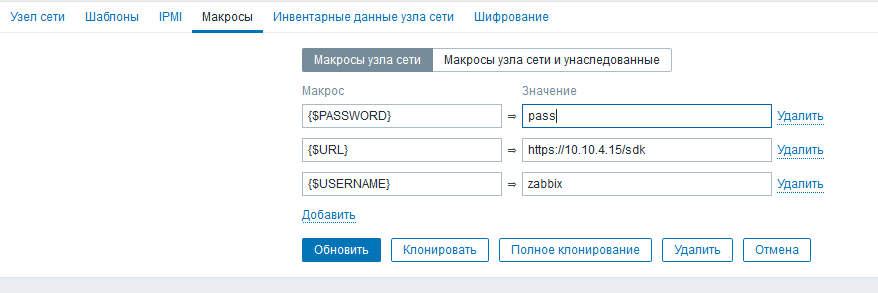 Узел сети Шаблоны IPMI Макросы Инвентарные данные узла сети Шифрование
Макросы узла сети Макросы узла сети и унаследованные
Макрос Значение
{$PASSWORD} ⇒ pass Удалить
{$URL} ⇒ https://10.10.4.15/sdk Удалить
{$USERNAME} ⇒ zabbix Удалить
Добавить
Обновить Клонировать Полное клонирование Удалить Отмена